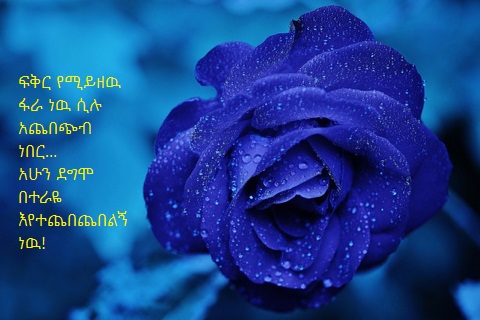 ፍቅር የሚይዘዉ
ፋራ ነዉ ሲሉ
አጨበጭብ
ነበር...
አሁን ደግሞ
በተራዬ
እየተጨበጨበልኝ
ነዉ!